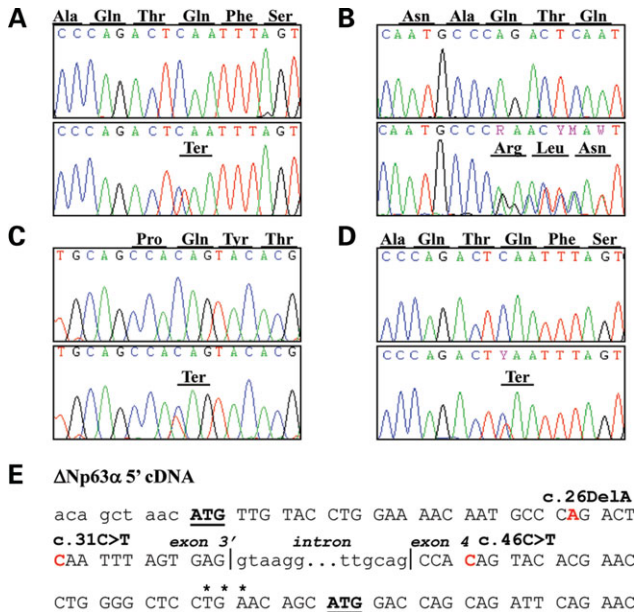 A
Ala Gln Thr Gln Phe Ser
C C C A G A C T C A A T T T A G T
C C C A G A C T C A A T T T A G T
Ter
B
Asn Ala Gln Thr Gln
C A A T G C C C A G A C T C A A T
C A A T G C C C R A A C Y M A W T
Arg Leu Asn
C
Pro Gln Tyr Thr
T G C A G C C A C A G T A C A C G
T G C A G C C A C A G T A C A C G
Ter
D
Ala Gln Thr Gln Phe Ser
C C C A G A C T C A A T T T A G T
C C C A G A C T Y A A T T T A G T
Ter
E ΔNp63α 5' cDNA
c.26DelA
aca gct aac ATG TTG TACC TGG AAA AAC AAT GCC CAG ACT
c.31C>T exon 3' intron exon 4 c.46C>T
CAA TTT AGT GAG|gtaagg...ttgcag|CCA CAG TAC ACG AAC
* * *
CTG GGG CTC CTG AAC AGC ATG GAC CAG CAG ATT CAG AAC